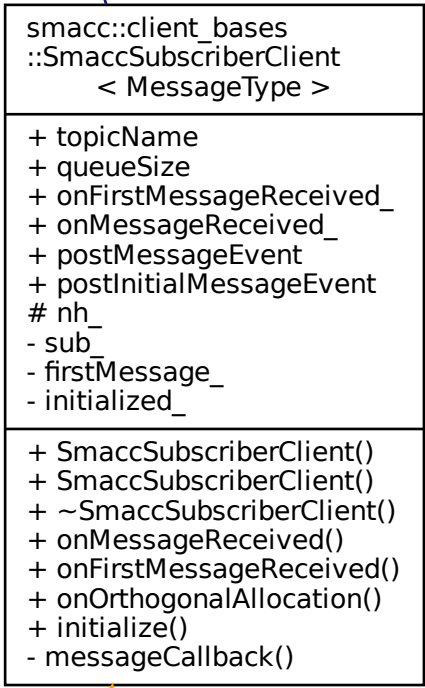 smacc::client_bases
::SmaccSubscriberClient
< MessageType >
+ topicName
+ queueSize
+ onFirstMessageReceived_
+ onMessageReceived_
+ postMessageEvent
+ postInitialMessageEvent
# nh_
- sub_
- firstMessage_
- initialized_
+ SmaccSubscriberClient()
+ SmaccSubscriberClient()
+ ~SmaccSubscriberClient()
+ onMessageReceived()
+ onFirstMessageReceived()
+ onOrthogonalAllocation()
+ initialize()
- messageCallback()